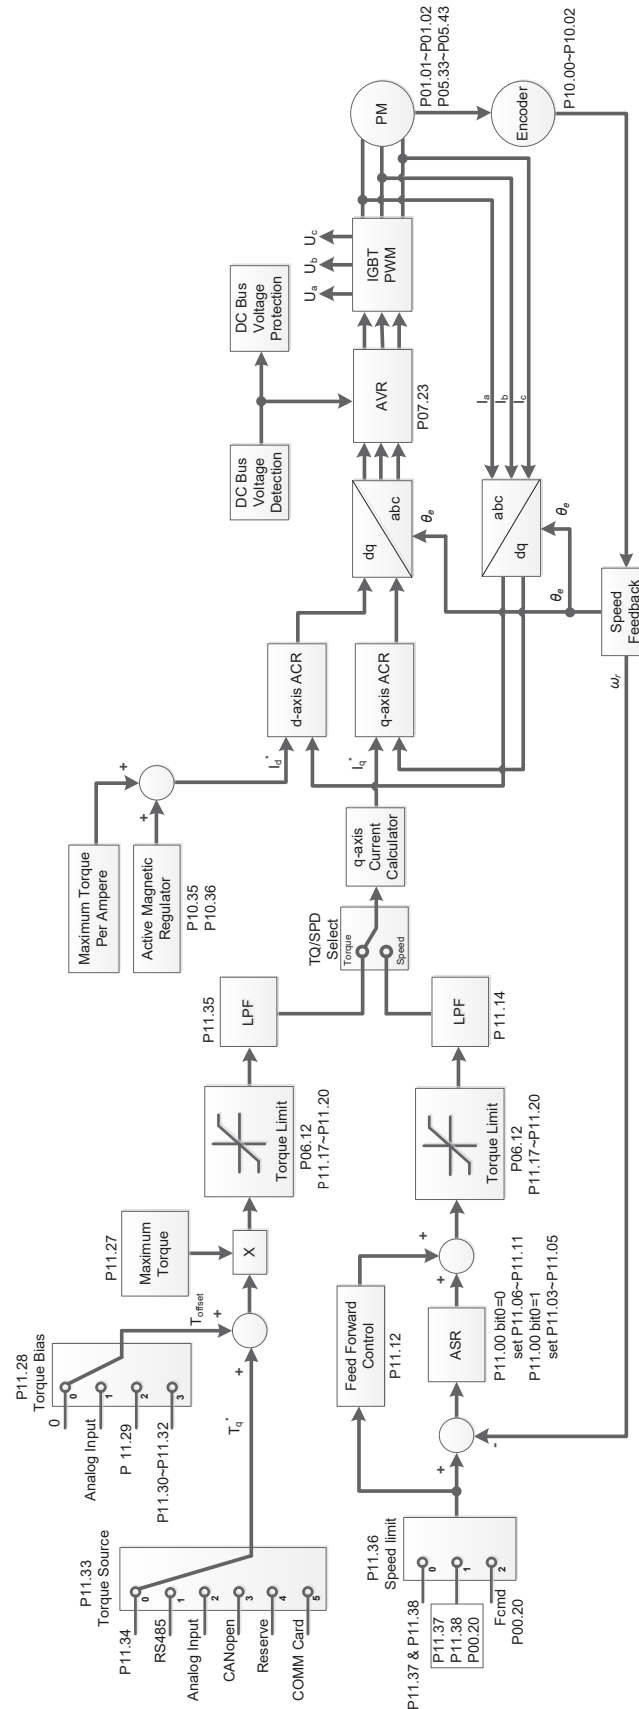 P11.33
Torque Source
P11.34
RS485
Analog Input
CANopen
Reserve
COMM Card
0
1
2
3
4
5
P11.28
Torque Bias
0
Analog Input
P 11.29
P11.30~P11.32
0
1
2
3
Tq*
Toffset
+
+
P11.27
Maximum
Torque
X
Torque Limit
P06.12
P11.17~P11.20
P11.35
LPF
P11.36
Speed limit
P11.37 & P11.38
P11.37
P11.38
P00.20
Fcmd
P00.20
0
1
2
+
-
Feed Forward
Control
P11.12
ASR
P11.00 bit0=0
set P11.06~P11.11
P11.00 bit0=1
set P11.03~P11.05
+
+
Torque Limit
P06.12
P11.17~P11.20
LPF
P11.14
TQ/SPD
Select
Torque
Speed
q-axis
Current
Calculator
Maximum Torque
Per Ampere
Active Magnetic
Regulator
P10.35
P10.36
+
+
Id*
Iq*
d-axis ACR
q-axis ACR
dq
abc
θe
DC Bus
Voltage
Detection
DC Bus
Voltage
Protection
AVR
P07.23
IGBT
PWM
Ua
Ub
Uc
PM
P01.01~P01.02
P05.33~P05.43
Encoder
P10.00~P10.02
Ia
Ib
Ic
abc
dq
θe
θe
Speed
Feedback
ωr